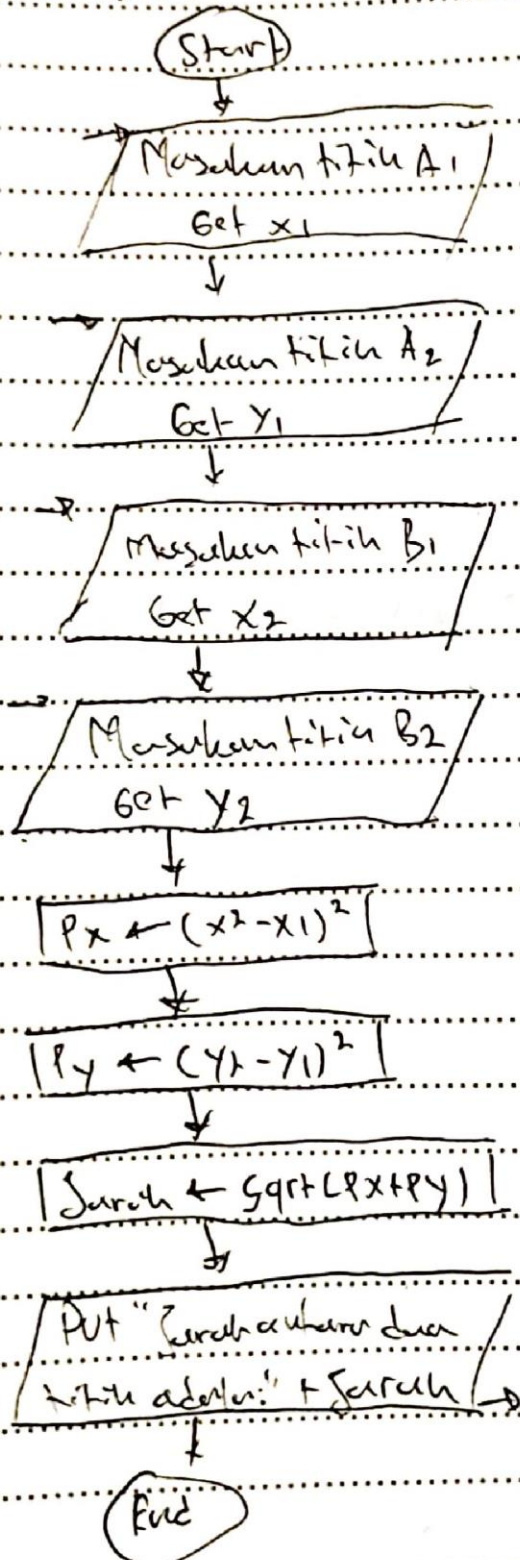 Start
Masukan titik A1
Get x1
Masukan titik A2
Get Y1
Masukan titik B1
Get X2
Masukan titik B2
Get Y2
Px ← (x2-x1)²
Py ← (y2-y1)²
Jarak ← Sqrt(Px+Py)
Put "Jarak antara dua
titik adalah:" + Jarak
End